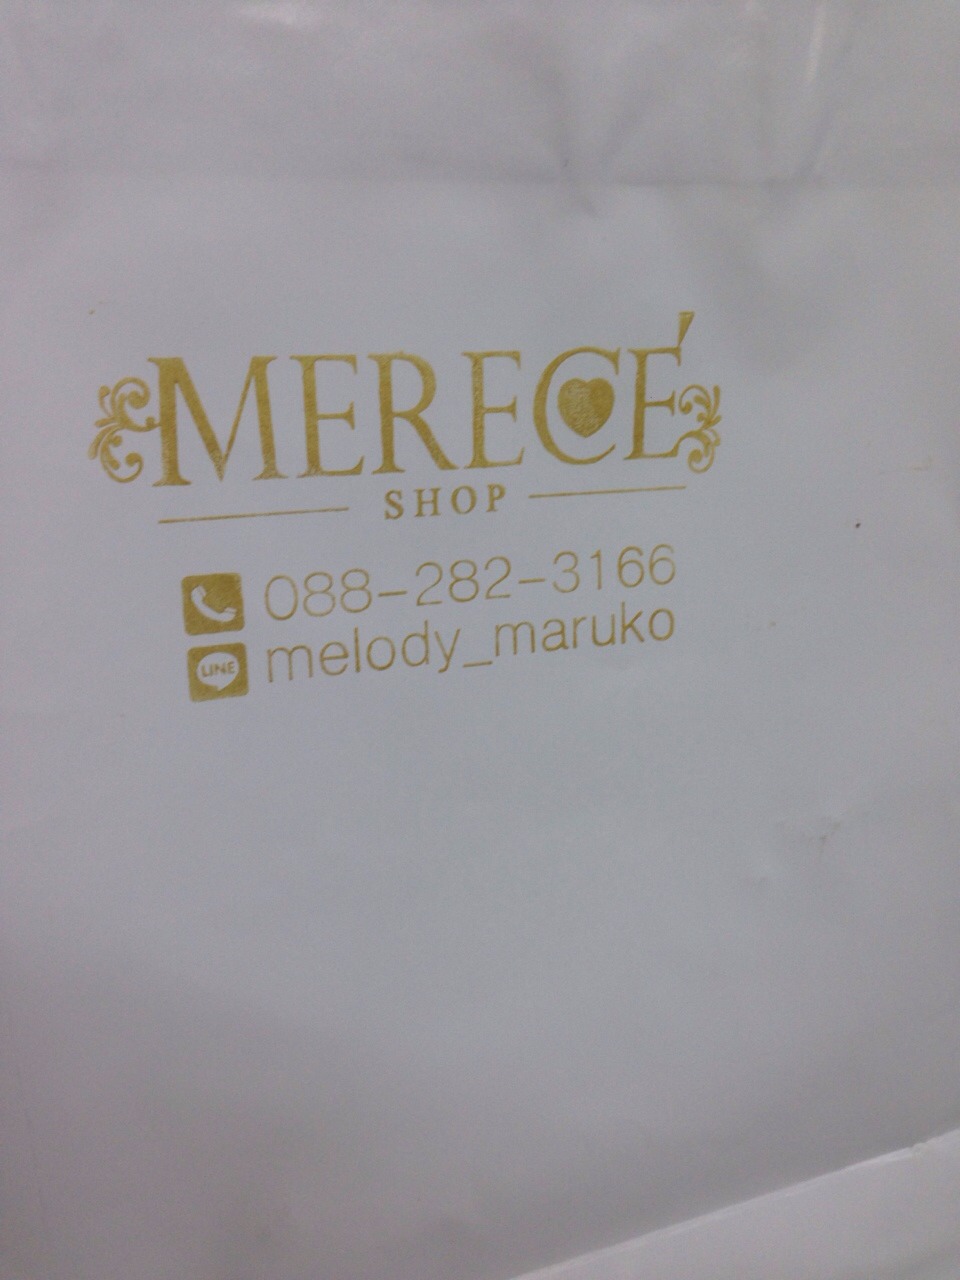 MERECÉ
SHOP
088-282-3166
LINE melody_maruko